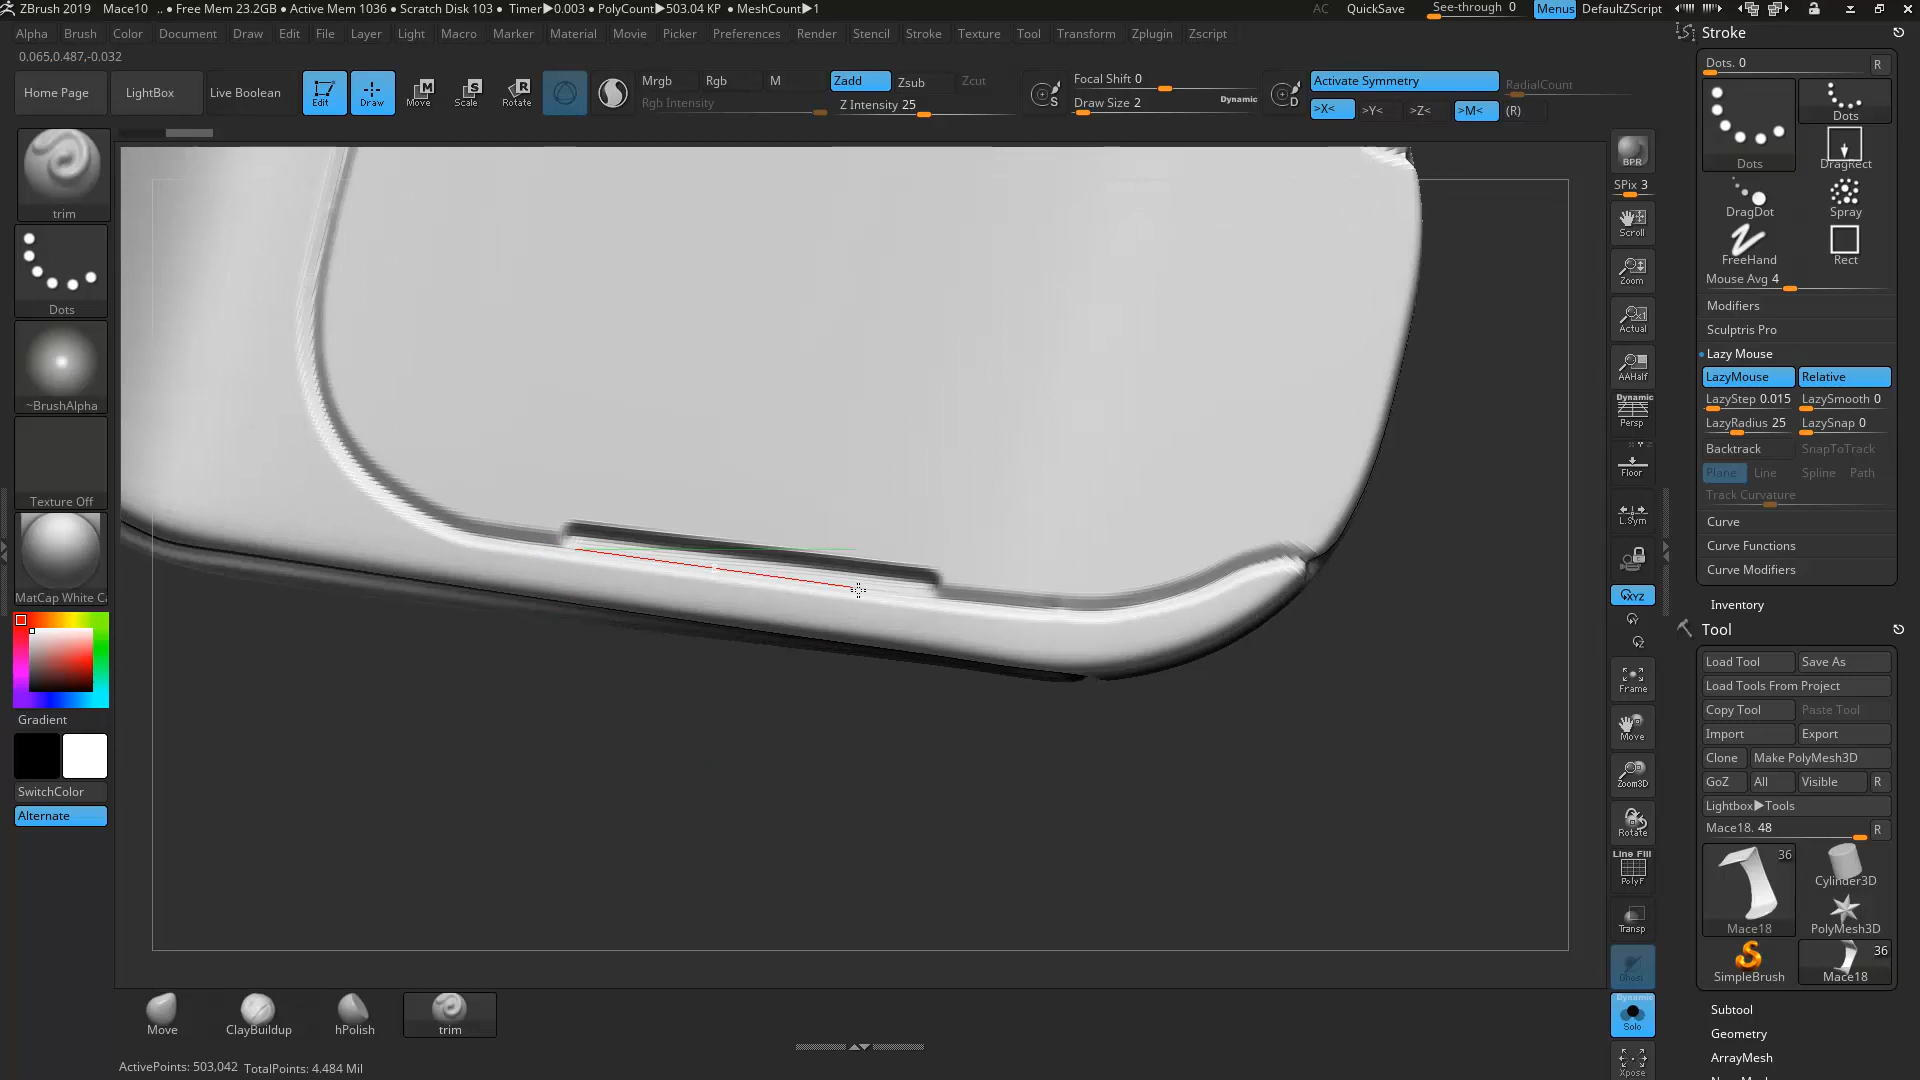 ZBrush 2019 Mace10 .. ● Free Mem 23.2GB ● Active Mem 1036 ● Scratch Disk 103 ● Timer▶0.003 ● PolyCount▶503.04 KP ● MeshCount▶1 AC QuickSave See-through 0 Menus DefaultZScript
Alpha Brush Color Document Draw Edit File Layer Light Macro Marker Material Movie Picker Preferences Render Stencil Stroke Texture Tool Transform Zplugin Zscript
0.065,0.487,-0.032
Home Page LightBox Live Boolean Edit Draw Move Scale Rotate
Mrgb Rgb M Zadd Zsub Zcut
Rgb Intensity Z Intensity 25
Focal Shift 0
Draw Size 2 Dynamic
Activate Symmetry RadialCount
>X< >Y< >Z< >M< (R)
trim
Dots
~BrushAlpha
Texture Off
MatCap White Ca
Gradient
SwitchColor
Alternate
BPR
SPix 3
Scroll
Zoom
Actual
AAHalf
Dynamic
Persp
Floor
L.Sym
XYZ
Frame
Move
Zoom3D
Rotate
Line Fill
PolyF
Transp
Ghost
Dynamic
Solo
Xpose
Stroke
Dots. 0 R
Dots Dots
DragRect
DragDot Spray
FreeHand Rect
Mouse Avg 4
Modifiers
Sculptris Pro
Lazy Mouse
LazyMouse Relative
LazyStep 0.015 LazySmooth 0
LazyRadius 25 LazySnap 0
Backtrack SnapToTrack
Plane Line Spline Path
Track Curvature
Curve
Curve Functions
Curve Modifiers
Inventory
Tool
Load Tool Save As
Load Tools From Project
Copy Tool Paste Tool
Import Export
Clone Make PolyMesh3D
GoZ All Visible R
Lightbox▶Tools
Mace18. 48 R
36 Cylinder3D
Mace18 PolyMesh3D
SimpleBrush 36 Mace18
Subtool
Geometry
ArrayMesh
Move ClayBuildup hPolish trim
ActivePoints: 503,042 TotalPoints: 4.484 Mil